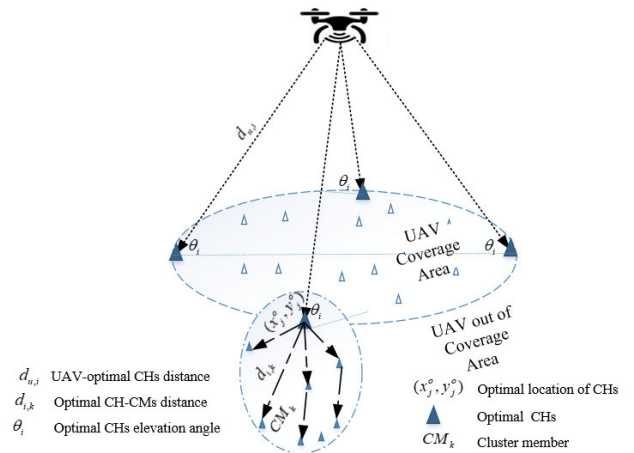 d_{u,i}
θ_i
θ_i
θ_i
UAV
Coverage
Area
θ_i
(x_j^o, y_j^o)
d_{i,k}
CM_k
UAV out of
Coverage
Area
d_{u,i} UAV-optimal CHs distance
d_{i,k} Optimal CH-CMs distance
θ_i Optimal CHs elevation angle
(x_j^o, y_j^o) Optimal location of CHs
Optimal CHs
CM_k Cluster member